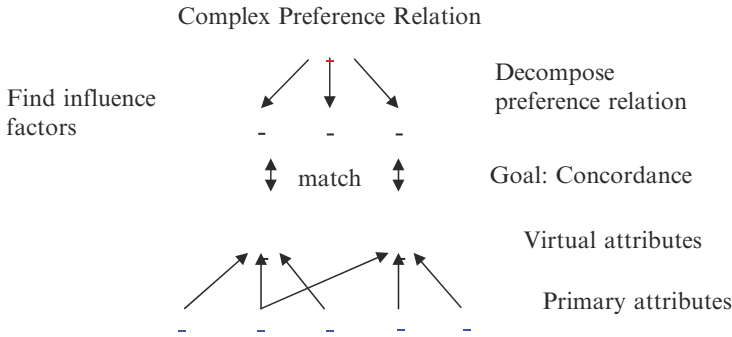 Complex Preference Relation
Find influence
factors
Decompose
preference relation
match
Goal: Concordance
Virtual attributes
Primary attributes